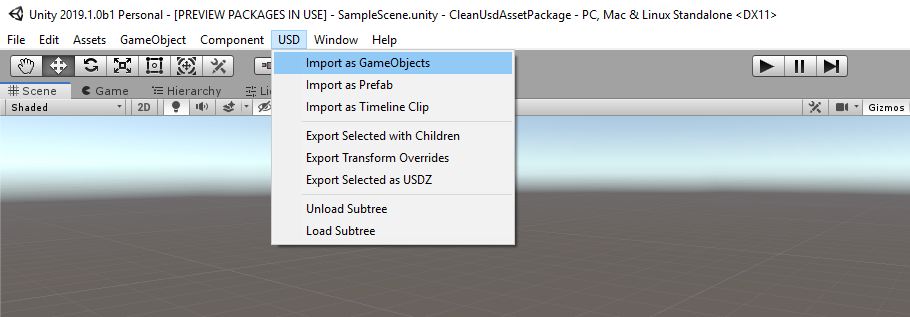 Unity 2019.1.0b1 Personal - [PREVIEW PACKAGES IN USE] - SampleScene.unity - CleanUsdAssetPackage - PC, Mac & Linux Standalone <DX11>
File Edit Assets GameObject Component USD Window Help
Import as GameObjects
Import as Prefab
Import as Timeline Clip
Export Selected with Children
Export Transform Overrides
Export Selected as USDZ
Unload Subtree
Load Subtree
Scene Game Hierarchy Li
Shaded 2D Gizmos